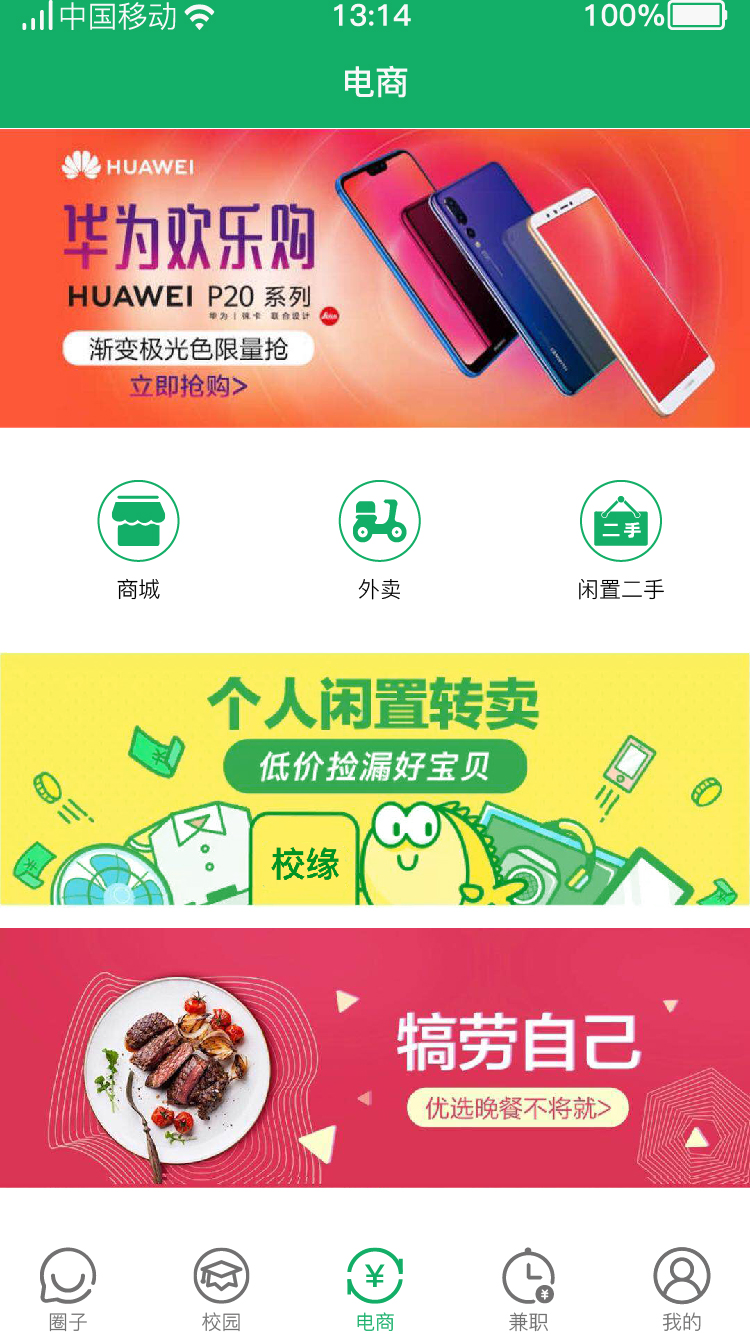 中国移动 13:14 100%
电商
HUAWEI
华为欢乐购
HUAWEI P20 系列
华为 | 徕卡 联合设计
Leica
渐变极光色限量抢
立即抢购>
二手
商城 外卖 闲置二手
个人闲置转卖
低价捡漏好宝贝
校缘
犒劳自己
优选晚餐不将就>
¥
¥
圈子 校园 电商 兼职 我的